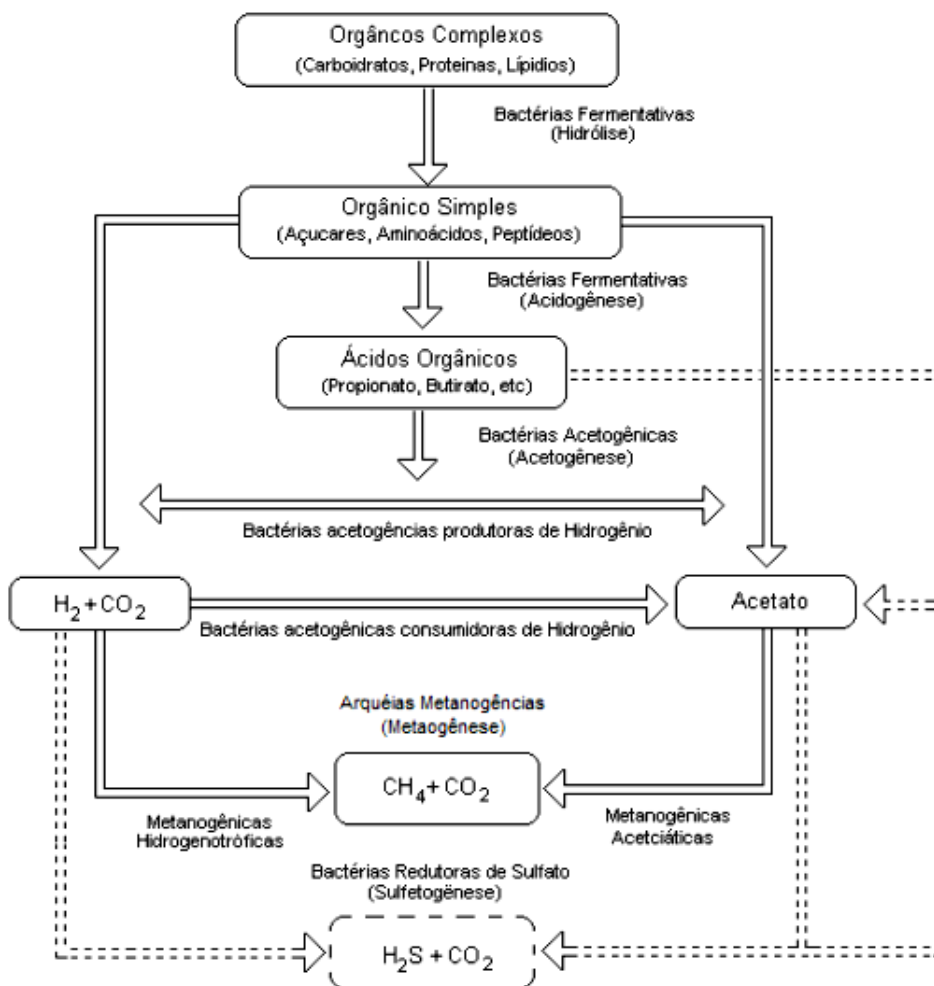 Orgâncos Complexos
(Carboidratos, Proteinas, Lípidios)
Bactérias Fermentativas
(Hidrólise)
Orgânico Simples
(Açucares, Aminoácidos, Peptídeos)
Bactérias Fermentativas
(Acidogênese)
Ácidos Orgânicos
(Propionato, Butirato, etc)
Bactérias Acetogênicas
(Acetogênese)
Bactérias acetogências produtoras de Hidrogênio
H2 + CO2
Acetato
Bactérias acetogênicas consumidoras de Hidrogênio
Arquéias Metanogências
(Metaogênese)
CH4 + CO2
Metanogênicas
Hidrogenotróficas
Metanogênicas
Acetciáticas
Bactérias Redutoras de Sulfato
(Sulfetogënese)
H2S + CO2